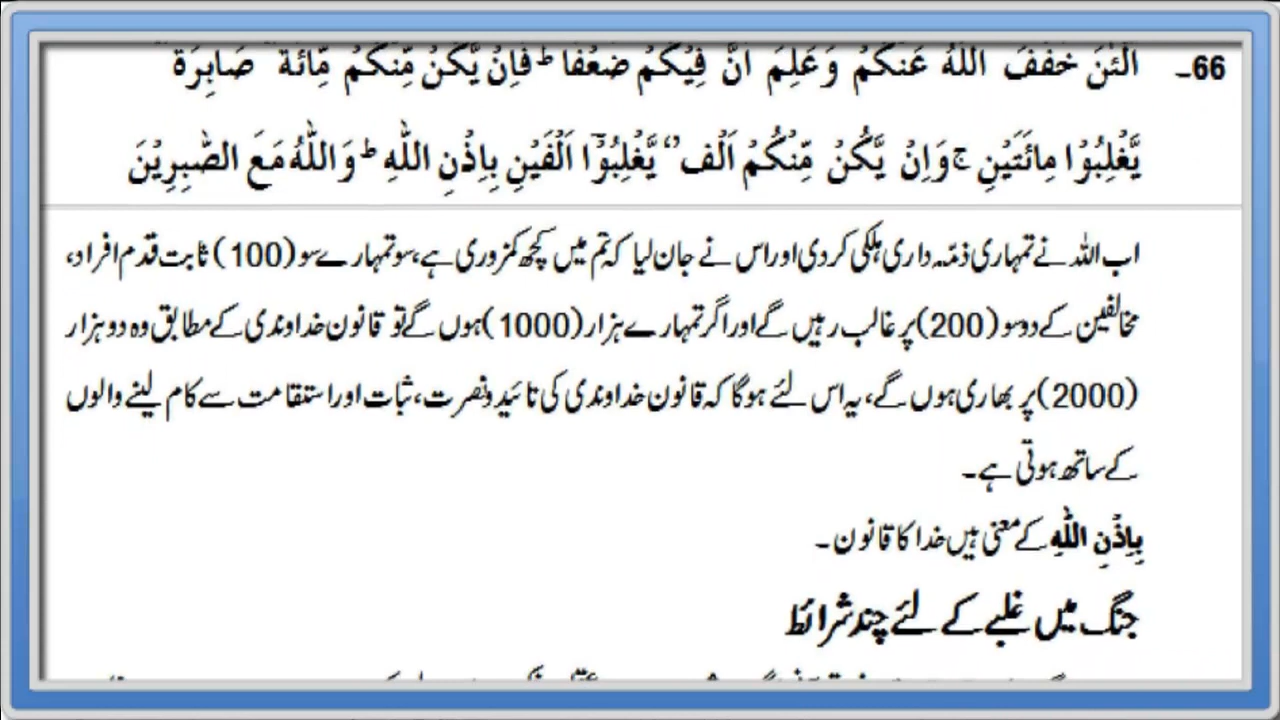 66۔ اَلْئٰنَ خَفَّفَ اللّٰهُ عَنْكُمْ وَعَلِمَ اَنَّ فِيْكُمْ ضَعْفًا ؕ فَاِنْ يَّكُنْ مِّنْكُمْ مِّائَة'' صَابِرَة''
يَّغْلِبُوْا مِائَتَيْنِ ج وَاِنْ يَّكُنْ مِّنْكُمْ اَلْف'' يَّغْلِبُوْٓا اَلْفَيْنِ بِاِذْنِ اللّٰهِ ؕ وَاللّٰهُ مَعَ الصّٰبِرِيْنَ
اب اللہ نے تمہاری ذمّہ داری ہلکی کردی اور اس نے جان لیا کہ تم میں کچھ کمزوری ہے، سو تمہارے سو (100) ثابت قدم افراد،
مخالفین کے دوسو (200) پر غالب رہیں گے اور اگر تمہارے ہزار (1000) ہوں گے تو قانون خداوندی کے مطابق وہ دو ہزار
(2000) پر بھاری ہوں گے، یہ اس لئے ہوگا کہ قانون خداوندی کی تائید و نصرت، ثبات اور استقامت سے کام لینے والوں
کے ساتھ ہوتی ہے۔
بِاِذْنِ اللّٰهِ کے معنی ہیں خدا کا قانون۔
جنگ میں غلبے کے لئے چند شرائط